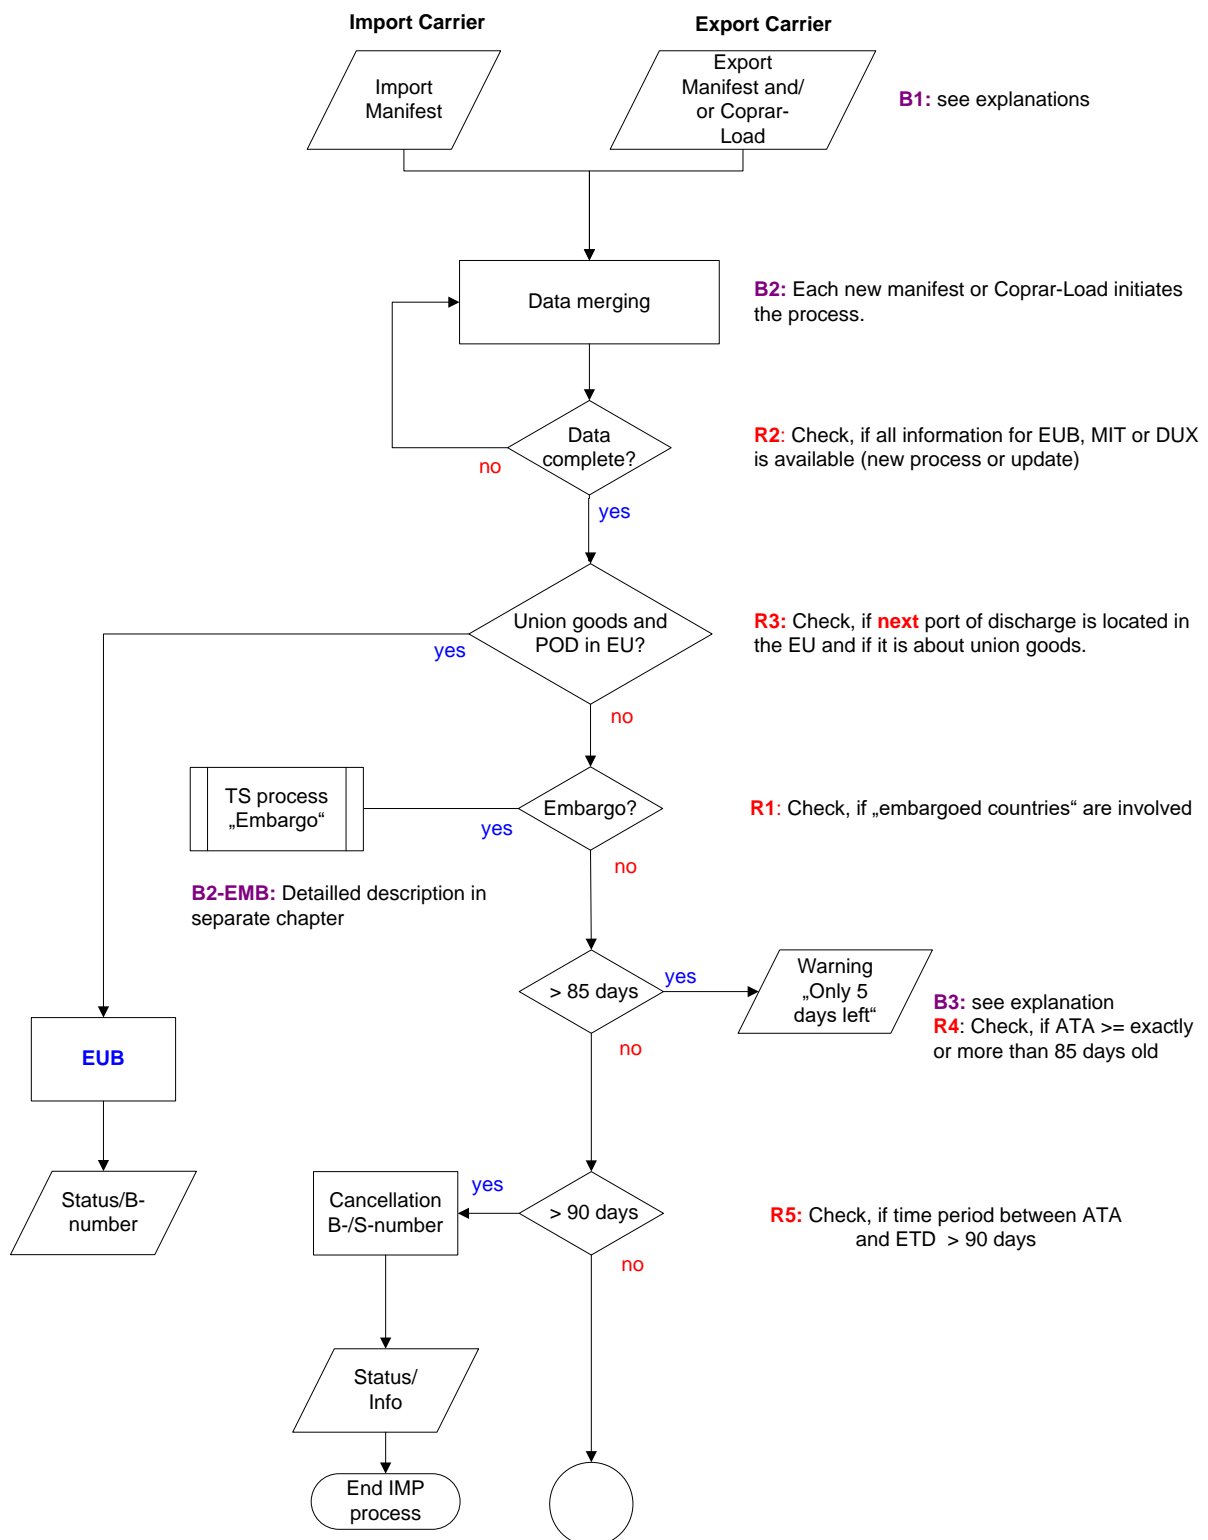 Import Carrier
Export Carrier
Import
Manifest
Export
Manifest and/
or Coprar-
Load
B1: see explanations
Data merging
B2: Each new manifest or Coprar-Load initiates
the process.
Data
complete?
no
yes
R2: Check, if all information for EUB, MIT or DUX
is available (new process or update)
Union goods and
POD in EU?
yes
no
R3: Check, if next port of discharge is located in
the EU and if it is about union goods.
TS process
„Embargo“
Embargo?
yes
no
R1: Check, if „embargoed countries“ are involved
B2-EMB: Detailled description in
separate chapter
> 85 days
yes
no
Warning
„Only 5
days left“
B3: see explanation
R4: Check, if ATA >= exactly
or more than 85 days old
EUB
Status/B-
number
Cancellation
B-/S-number
yes
> 90 days
no
R5: Check, if time period between ATA
and ETD > 90 days
Status/
Info
End IMP
process